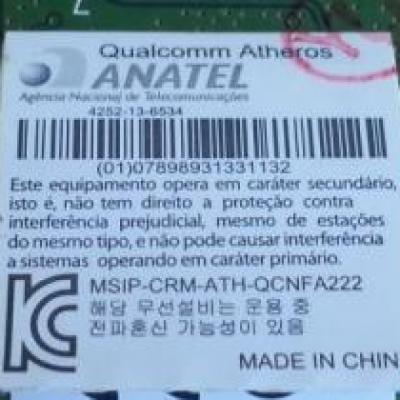 Qualcomm Atheros
ANATEL
Agência Nacional de Telecomunicações
4252-13-6534
(01)07898931331132
Este equipamento opera em caráter secundário,
isto é, não tem direito a proteção contra
interferência prejudicial, mesmo de estações
do mesmo tipo, e não pode causar interferência
a sistemas operando em caráter primário.
MSIP-CRM-ATH-QCNFA222
해당 무선설비는 운용 중
전파혼신 가능성이 있음
MADE IN CHIN